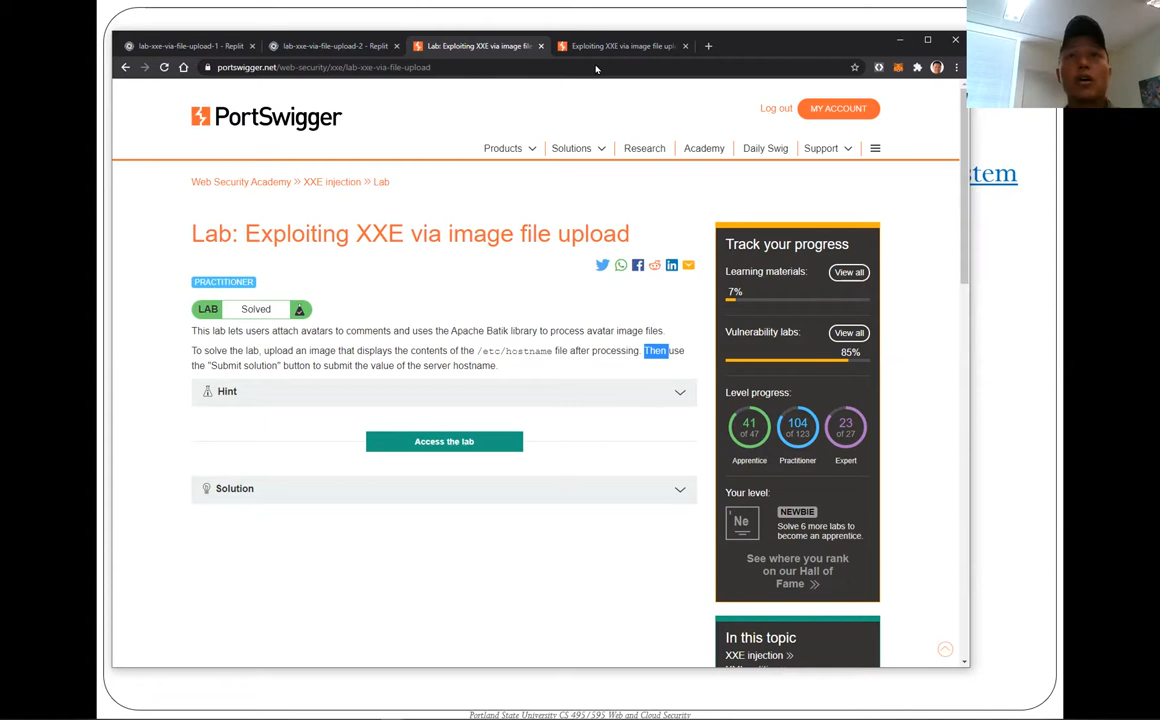 lab-xxe-via-file-upload-1 - Replit
lab-xxe-via-file-upload-2 - Replit
Lab: Exploiting XXE via image file
Exploiting XXE via image file upl
portswigger.net/web-security/xxe/lab-xxe-via-file-upload
PortSwigger
Log out
MY ACCOUNT
Products
Solutions
Research
Academy
Daily Swig
Support
stem
Web Security Academy » XXE injection » Lab
Lab: Exploiting XXE via image file upload
PRACTITIONER
LAB Solved
This lab lets users attach avatars to comments and uses the Apache Batik library to process avatar image files.
To solve the lab, upload an image that displays the contents of the /etc/hostname file after processing. Then use
the "Submit solution" button to submit the value of the server hostname.
Hint
Access the lab
Solution
Track your progress
Learning materials:
View all
7%
Vulnerability labs:
View all
85%
Level progress:
41
of 47
104
of 123
23
of 27
Apprentice
Practitioner
Expert
Your level:
Ne
NEWBIE
Solve 6 more labs to
become an apprentice.
See where you rank
on our Hall of
Fame »
In this topic
XXE injection »
Portland State University CS 495/595 Web and Cloud Security